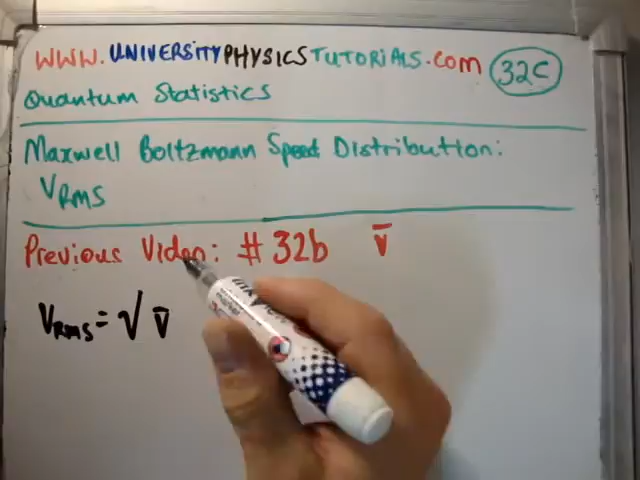 WWW.UNIVERSITYPHYSICSTUTORIALS.COM 32C
Quantum Statistics
Maxwell Boltzmann Speed Distribution:
VRMS
Previous Video: # 32b v̄
VRMS = √ v̄